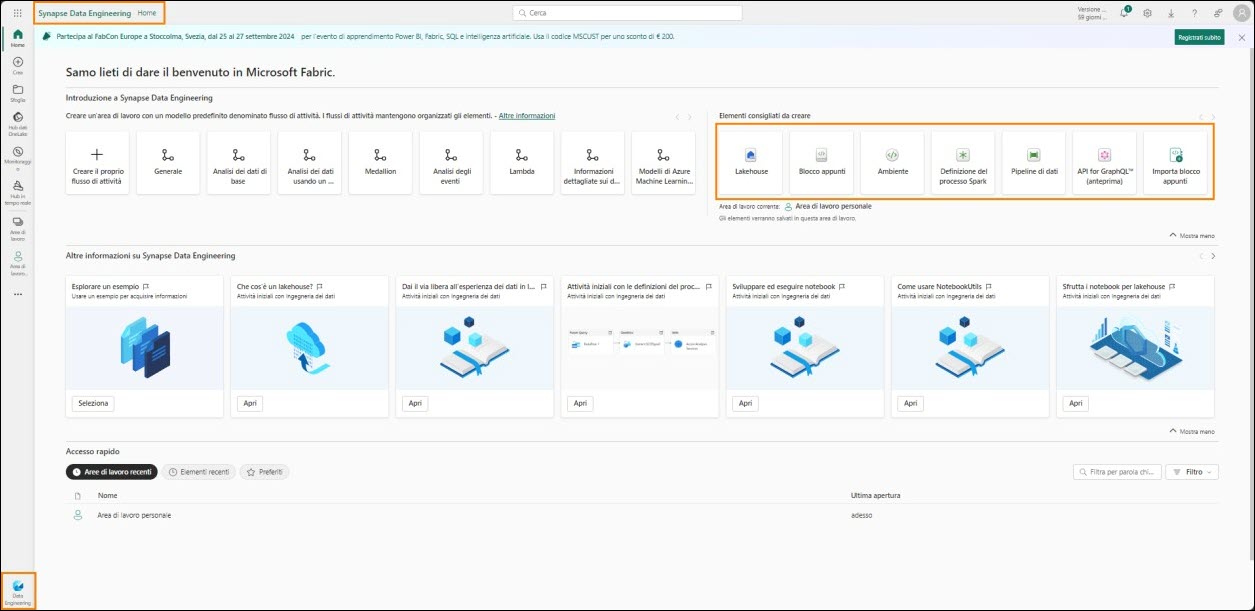 Synapse Data Engineering Home
Cerca
Versione ...
59 giorni ...
1
Home
Crea
Sfoglia
Hub dati
OneLake
Monitoraggi
o
Hub in
tempo reale
Area di
lavoro
Area di
lavoro...
Data
Engineering
Partecipa al FabCon Europe a Stoccolma, Svezia, dal 25 al 27 settembre 2024 per l'evento di apprendimento Power BI, Fabric, SQL e intelligenza artificiale. Usa il codice MSCUST per uno sconto di € 200.
Registrati subito
Samo lieti di dare il benvenuto in Microsoft Fabric.
Introduzione a Synapse Data Engineering
Creare un'area di lavoro con un modello predefinito denominato flusso di attività. I flussi di attività mantengono organizzati gli elementi. - Altre informazioni
Creare il proprio
flusso di attività
Generale
Analisi dei dati di
base
Analisi dei dati
usando un ...
Medallion
Analisi degli
eventi
Lambda
Informazioni
dettagliate sui d...
Modelli di Azure
Machine Learnin...
Elementi consigliati da creare
Lakehouse
Blocco appunti
Ambiente
Definizione del
processo Spark
Pipeline di dati
API for GraphQL™
(anteprima)
Importa blocco
appunti
Area di lavoro corrente: Area di lavoro personale
Gli elementi verranno salvati in questa area di lavoro.
Mostra meno
Altre informazioni su Synapse Data Engineering
Esplorare un esempio
Usare un esempio per acquisire informazioni
Seleziona
Che cos'è un lakehouse?
Attività iniziali con ingegneria dei dati
Apri
Dai il via libera all'esperienza dei dati in l...
Attività iniziali con Ingegneria dei dati
Apri
Attività iniziali con le definizioni del proc...
Attività iniziali con Ingegneria dei dati
Apri
Sviluppare ed eseguire notebook
Attività iniziali con Ingegneria dei dati
Apri
Come usare NotebookUtils
Attività iniziali con Ingegneria dei dati
Apri
Sfrutta i notebook per lakehouse
Attività iniziali con Ingegneria dei dati
Apri
Mostra meno
Accesso rapido
Aree di lavoro recenti
Elementi recenti
Preferiti
Filtra per parola chi...
Filtro
Nome
Ultima apertura
Area di lavoro personale
adesso